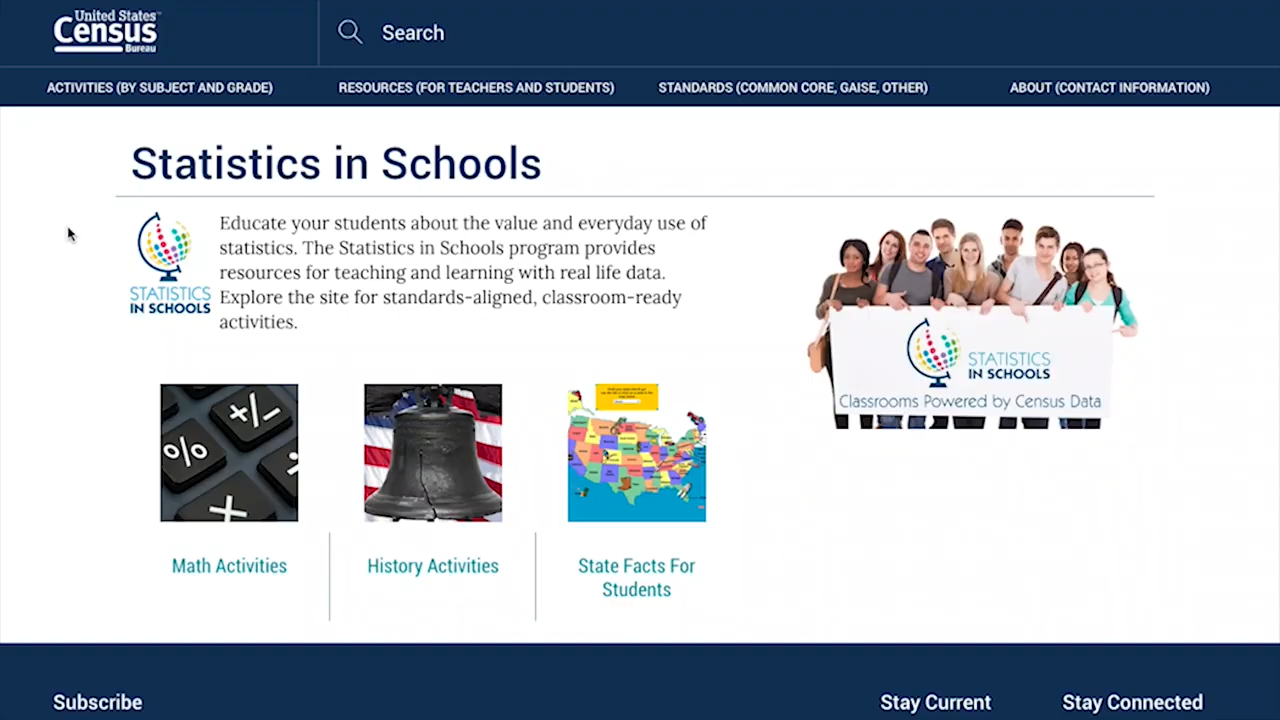 United States™
Census
Bureau
Search
ACTIVITIES (BY SUBJECT AND GRADE)
RESOURCES (FOR TEACHERS AND STUDENTS)
STANDARDS (COMMON CORE, GAISE, OTHER)
ABOUT (CONTACT INFORMATION)
Statistics in Schools
STATISTICS
IN SCHOOLS
Educate your students about the value and everyday use of
statistics. The Statistics in Schools program provides
resources for teaching and learning with real life data.
Explore the site for standards-aligned, classroom-ready
activities.
STATISTICS
IN SCHOOLS
Classrooms Powered by Census Data
+/-
%
Math Activities
History Activities
State Facts For
Students
Subscribe
Stay Current
Stay Connected